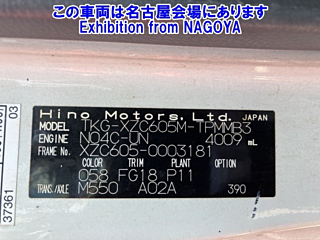 この車両は名古屋会場にあります
Exhibition from NAGOYA
Hino Motors, Ltd. JAPAN
MODEL TKG-XZC605M-TPMMB3
ENGINE N04C-UN 4009 mL
FRAME XZC605-0003181
COLOR TRIM PLANT
058 FG18 P11
TRANS/AXLE M550 A02A 390
03
37361